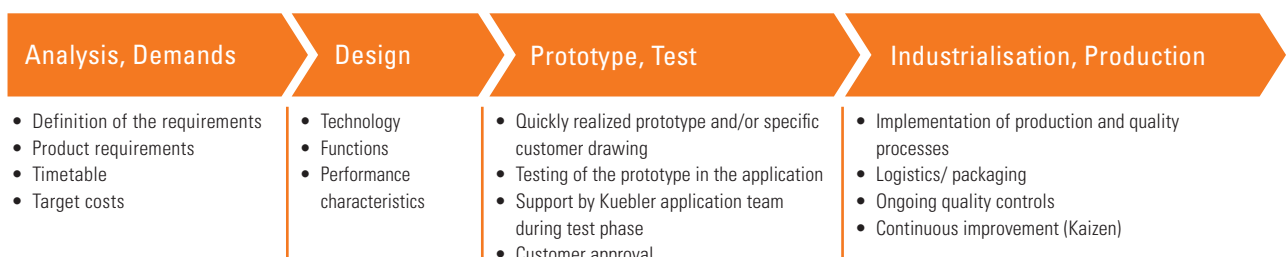 Analysis, Demands
Design
Prototype, Test
Industrialisation, Production
• Definition of the requirements
• Product requirements
• Timetable
• Target costs
• Technology
• Functions
• Performance
characteristics
• Quickly realized prototype and/or specific
customer drawing
• Testing of the prototype in the application
• Support by Kuebler application team
during test phase
• Customer approval
• Implementation of production and quality
processes
• Logistics/ packaging
• Ongoing quality controls
• Continuous improvement (Kaizen)